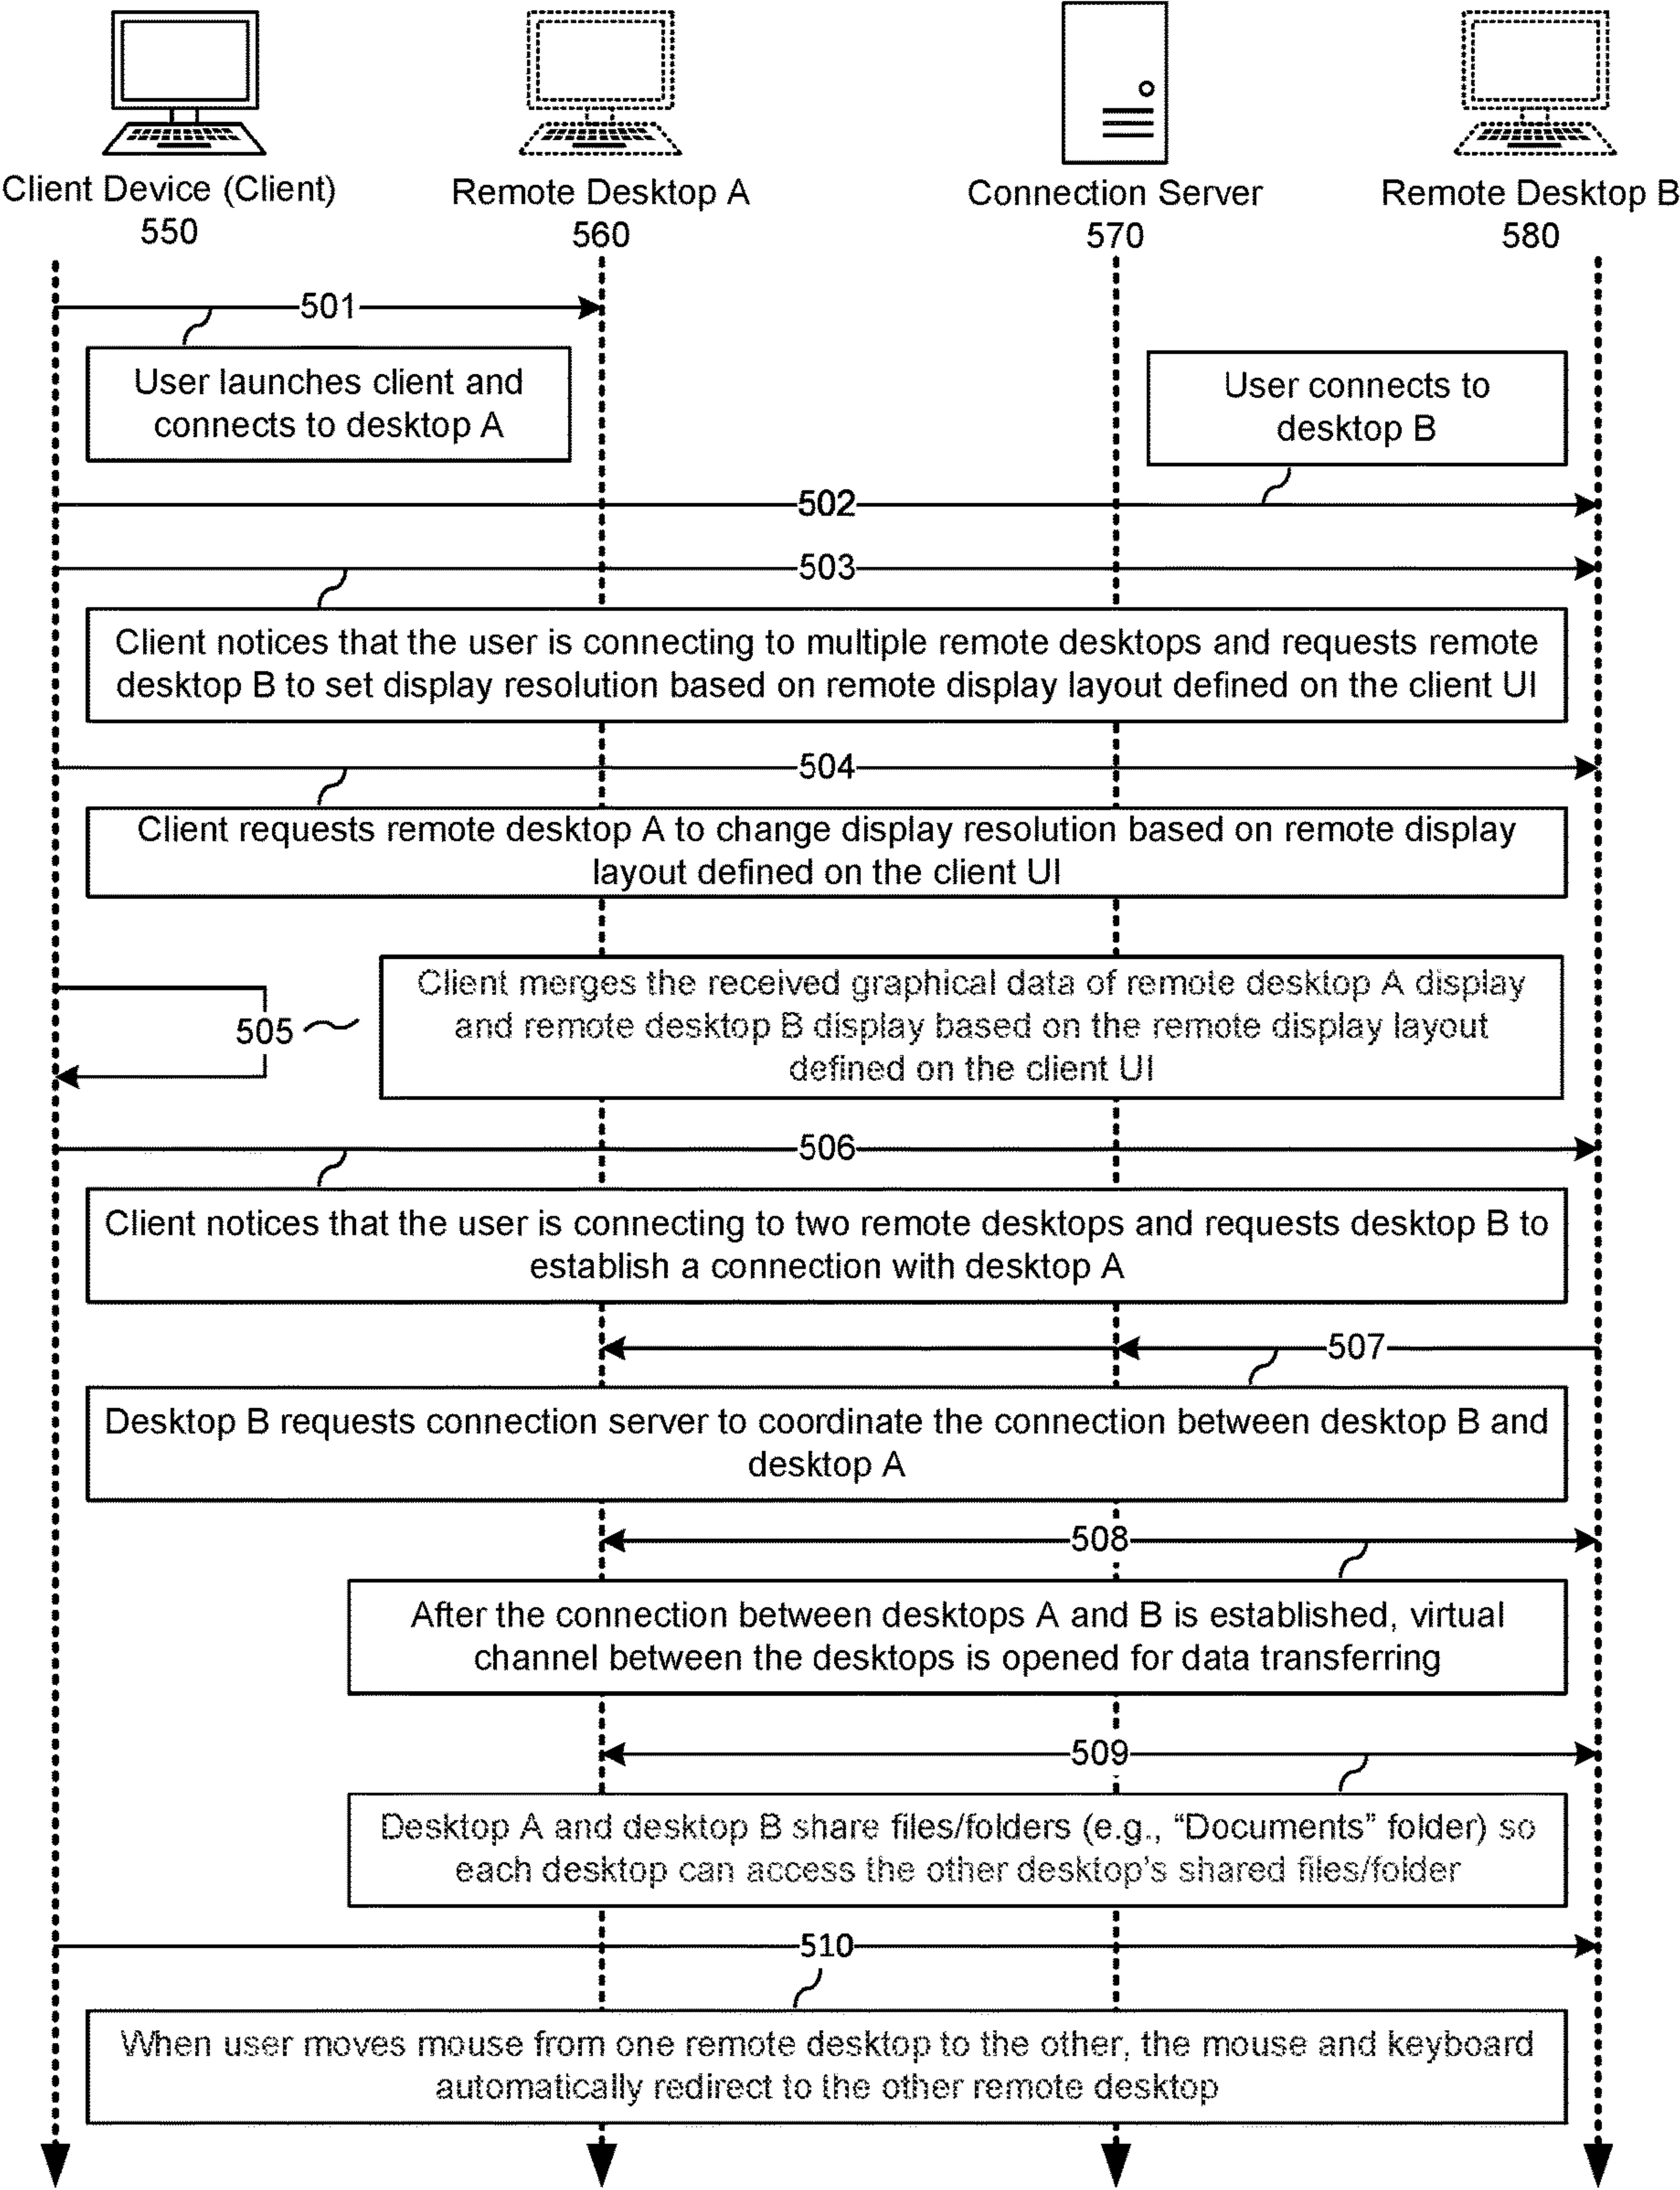 Client Device (Client)
550
Remote Desktop A
560
Connection Server
570
Remote Desktop B
580
501
User launches client and
connects to desktop A
User connects to
desktop B
502
503
Client notices that the user is connecting to multiple remote desktops and requests remote
desktop B to set display resolution based on remote display layout defined on the client UI
504
Client requests remote desktop A to change display resolution based on remote display
layout defined on the client UI
505
Client merges the received graphical data of remote desktop A display
and remote desktop B display based on the remote display layout
defined on the client UI
506
Client notices that the user is connecting to two remote desktops and requests desktop B to
establish a connection with desktop A
507
Desktop B requests connection server to coordinate the connection between desktop B and
desktop A
508
After the connection between desktops A and B is established, virtual
channel between the desktops is opened for data transferring
509
Desktop A and desktop B share files/folders (e.g., “Documents” folder) so
each desktop can access the other desktop’s shared files/folder
510
When user moves mouse from one remote desktop to the other, the mouse and keyboard
automatically redirect to the other remote desktop